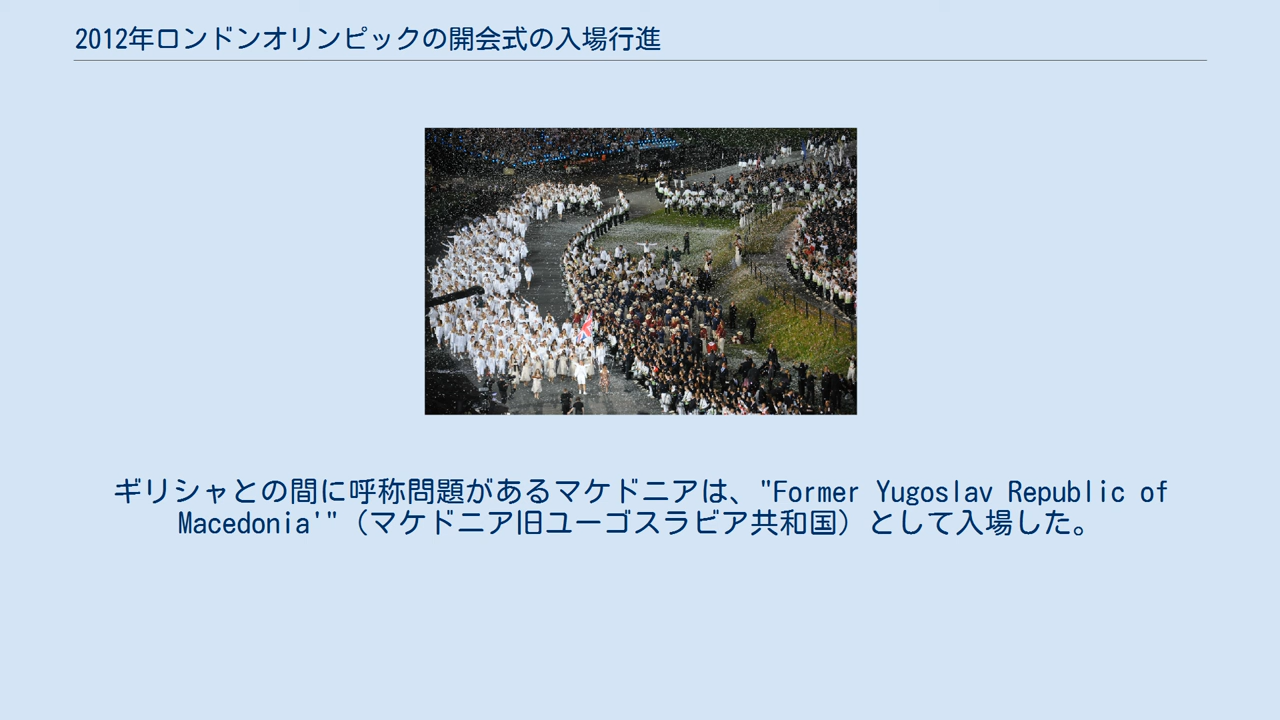 2012年ロンドンオリンピックの開会式の入場行進
ギリシャとの間に呼称問題があるマケドニアは、"Former Yugoslav Republic of
Macedonia'"（マケドニア旧ユーゴスラビア共和国）として入場した。